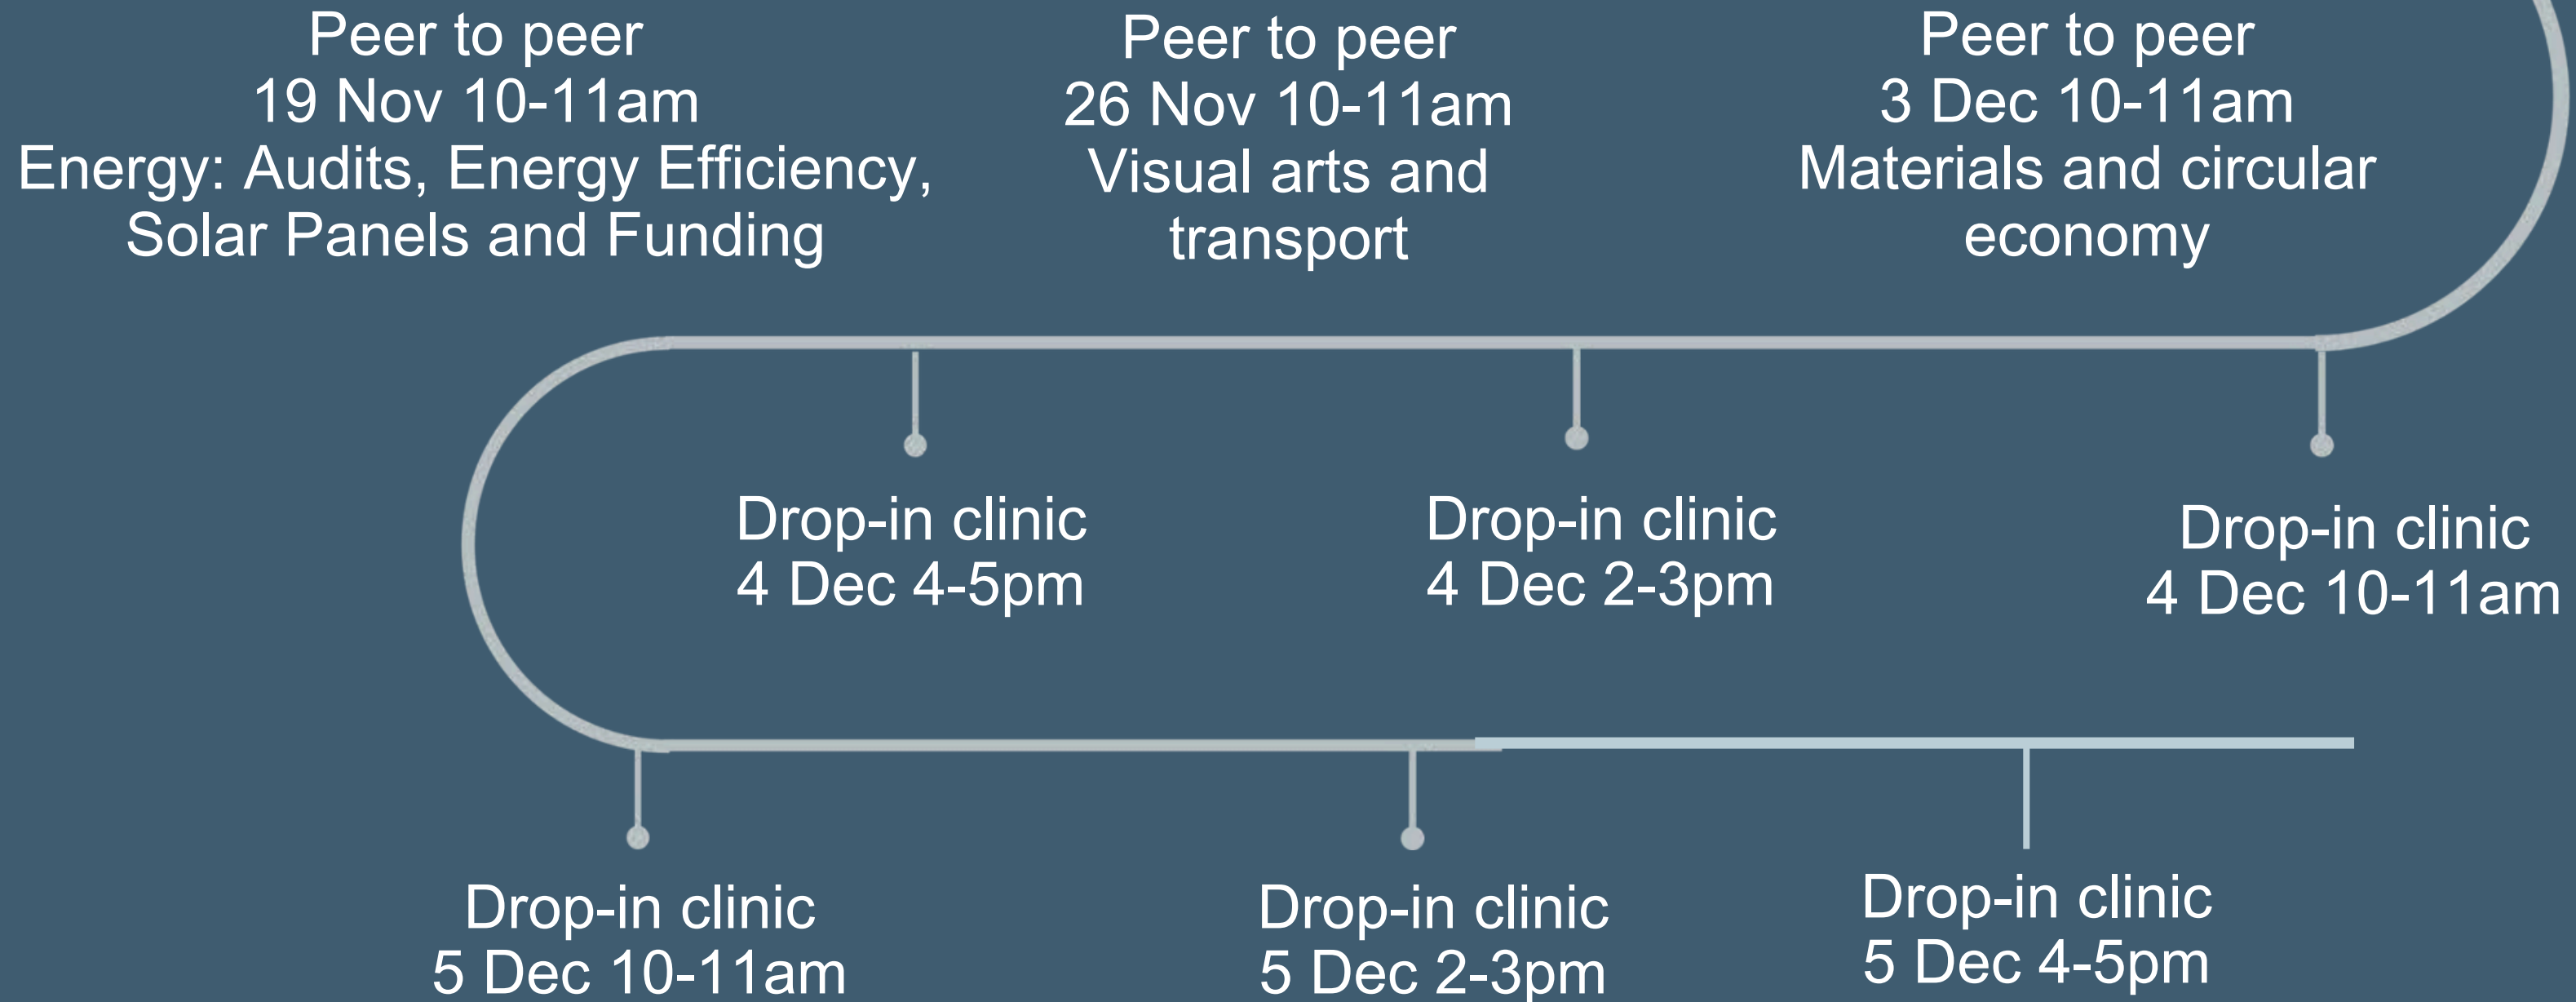 Peer to peer
19 Nov 10-11am
Energy: Audits, Energy Efficiency,
Solar Panels and Funding
Peer to peer
26 Nov 10-11am
Visual arts and
transport
Peer to peer
3 Dec 10-11am
Materials and circular
economy
Drop-in clinic
4 Dec 4-5pm
Drop-in clinic
4 Dec 2-3pm
Drop-in clinic
4 Dec 10-11am
Drop-in clinic
5 Dec 10-11am
Drop-in clinic
5 Dec 2-3pm
Drop-in clinic
5 Dec 4-5pm